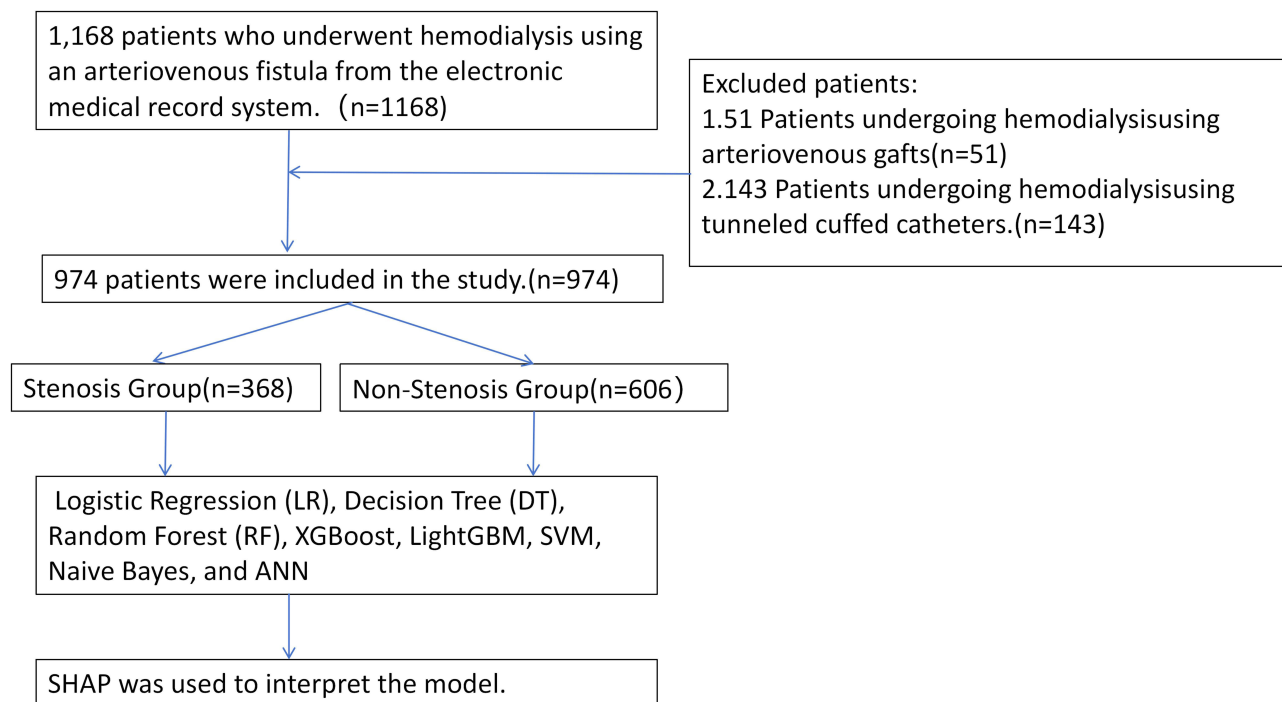 1,168 patients who underwent hemodialysis using
an arteriovenous fistula from the electronic
medical record system.（n=1168)
Excluded patients:
1.51 Patients undergoing hemodialysisusing
arteriovenous gafts(n=51)
2.143 Patients undergoing hemodialysisusing
tunneled cuffed catheters.(n=143)
974 patients were included in the study.(n=974)
Stenosis Group(n=368)
Non-Stenosis Group(n=606）
Logistic Regression (LR), Decision Tree (DT),
Random Forest (RF), XGBoost, LightGBM, SVM,
Naive Bayes, and ANN
SHAP was used to interpret the model.